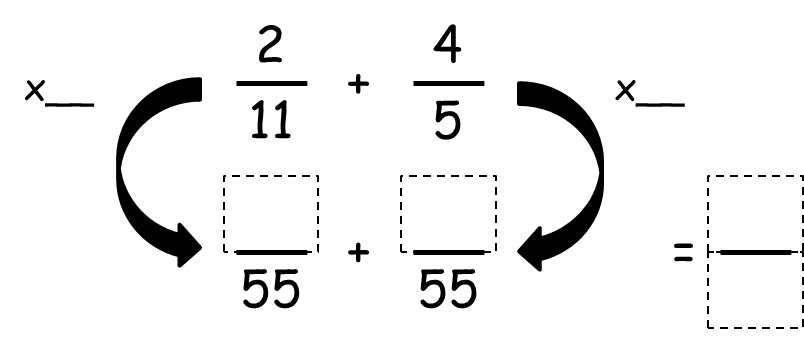 2 4
x__ — + — x__
11 5
— + — = —
55 55